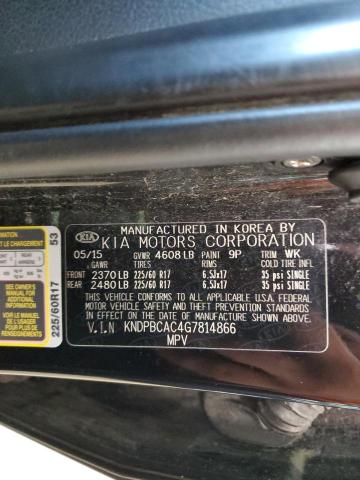 MANUFACTURED IN KOREA BY
KIA KIA MOTORS CORPORATION
05/15 GVWR 4608 LB PAINT 9P TRIM WK
GAWR TIRES RIMS COLD TIRE INFL
FRONT 2370 LB 225/60 R17 6.5Jx17 35 psi SINGLE
REAR 2480 LB 225/60 R17 6.5Jx17 35 psi SINGLE
THIS VEHICLE CONFORMS TO ALL APPLICABLE U.S.A FEDERAL
MOTOR VEHICLE SAFETY AND THEFT PREVENTION STANDARDS
IN EFFECT ON THE DATE OF MANUFACTURE SHOWN ABOVE.
V.I.N KNDPBCAC4G7814866
MPV
53
SEE OWNER'S
MANUAL FOR
ADDITIONAL
INFORMATION
225/60R17